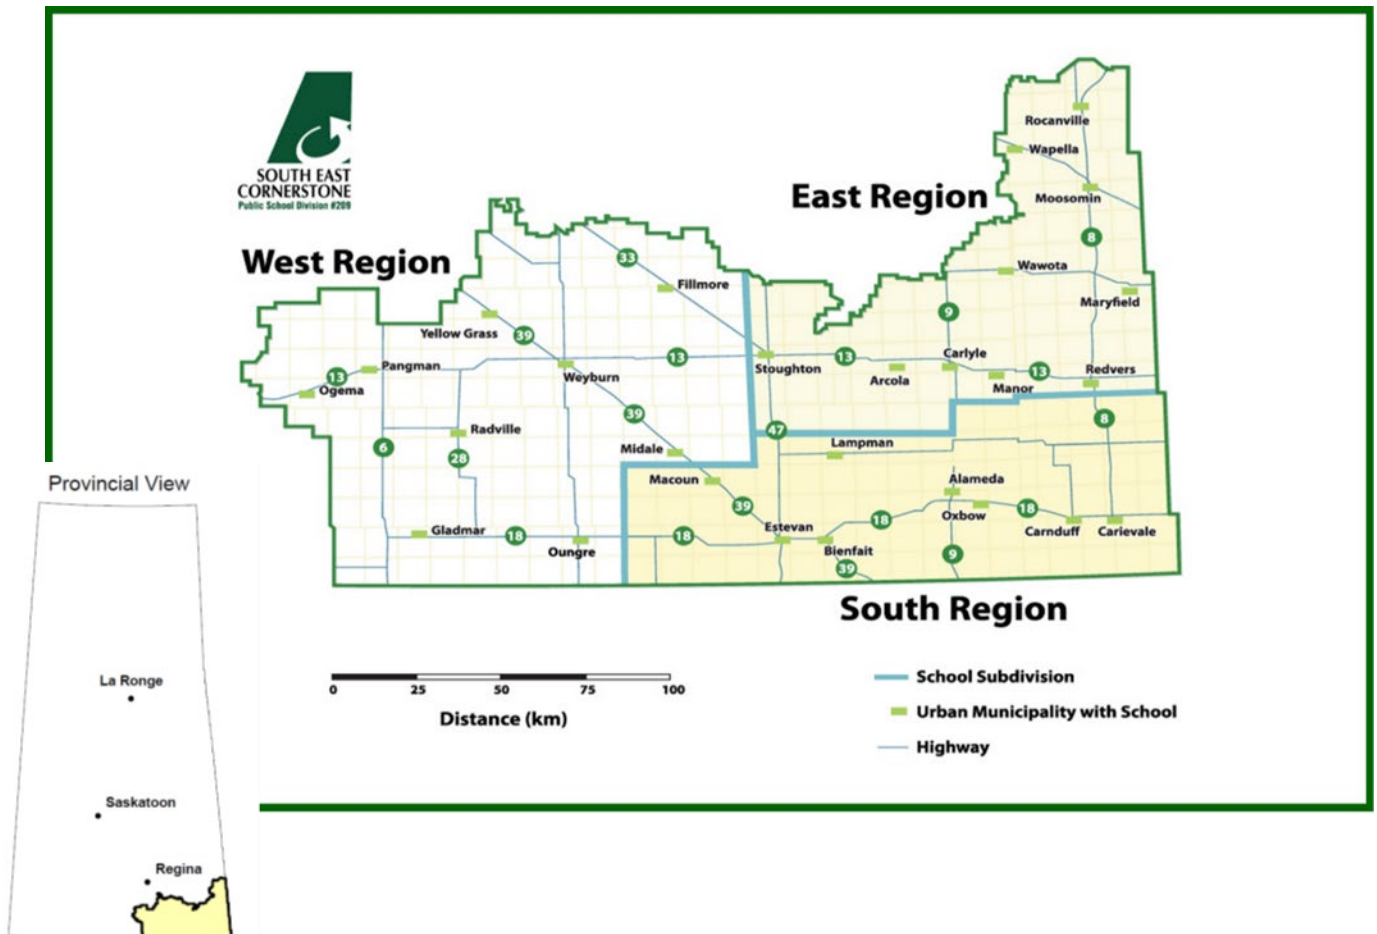 SOUTH EAST
CORNERSTONE
Public School Division #209
West Region
East Region
South Region
Rocanville
Wapella
Moosomin
8
Wawota
Maryfield
33
Fillmore
9
Yellow Grass
39
13
Stoughton
13
Carlyle
Arcola
Manor
13
Redvers
Pangman
13
Ogema
Weyburn
39
8
6
Radville
28
Midale
47
Lampman
Macoun
39
Alameda
Oxbow
18
18
Estevan
Bienfait
39
9
Carnduff
Carievale
Gladmar
18
Oungre
18
0 25 50 75 100
Distance (km)
School Subdivision
Urban Municipality with School
Highway
Provincial View
La Ronge
Saskatoon
Regina